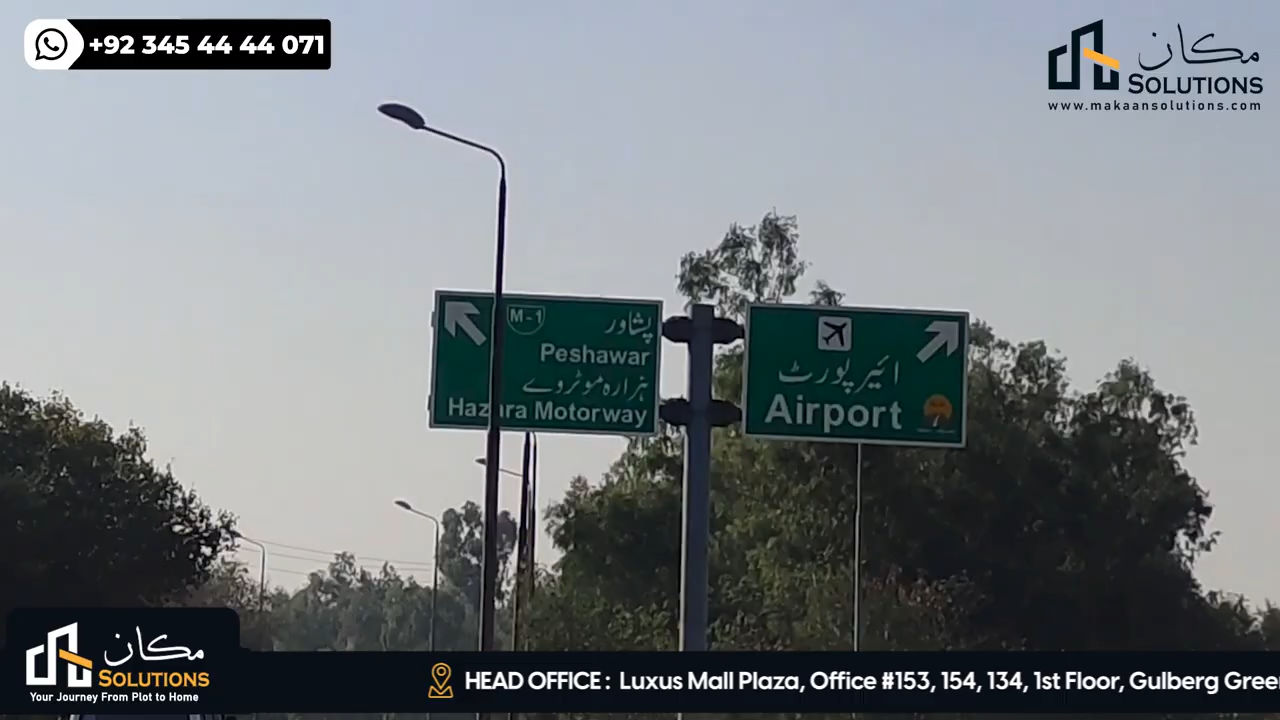 +92 345 44 44 071
مکان
SOLUTIONS
www.makaansolutions.com
M-1
پشاور
Peshawar
ہزارہ موٹروے
Hazara Motorway
ائیرپورٹ
Airport
مکان
SOLUTIONS
Your Journey From Plot to Home
HEAD OFFICE : Luxus Mall Plaza, Office #153, 154, 134, 1st Floor, Gulberg Gree